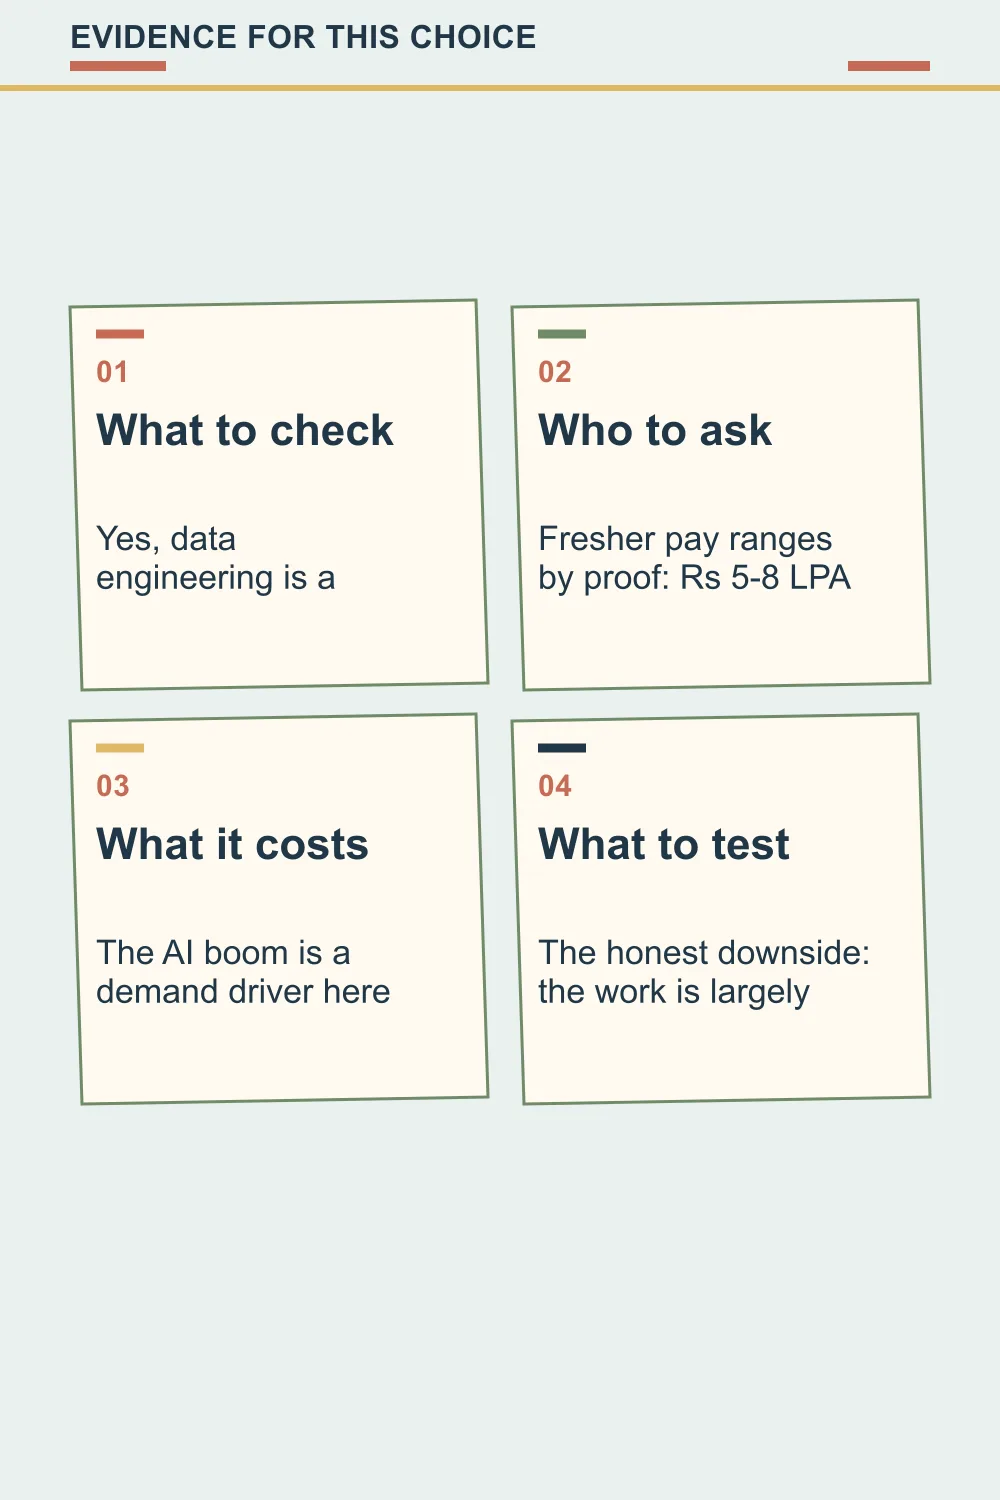 EVIDENCE FOR THIS CHOICE
01
What to check
Yes, data
engineering is a
02
Who to ask
Fresher pay ranges
by proof: Rs 5-8 LPA
03
What it costs
The AI boom is a
demand driver here
04
What to test
The honest downside:
the work is largely